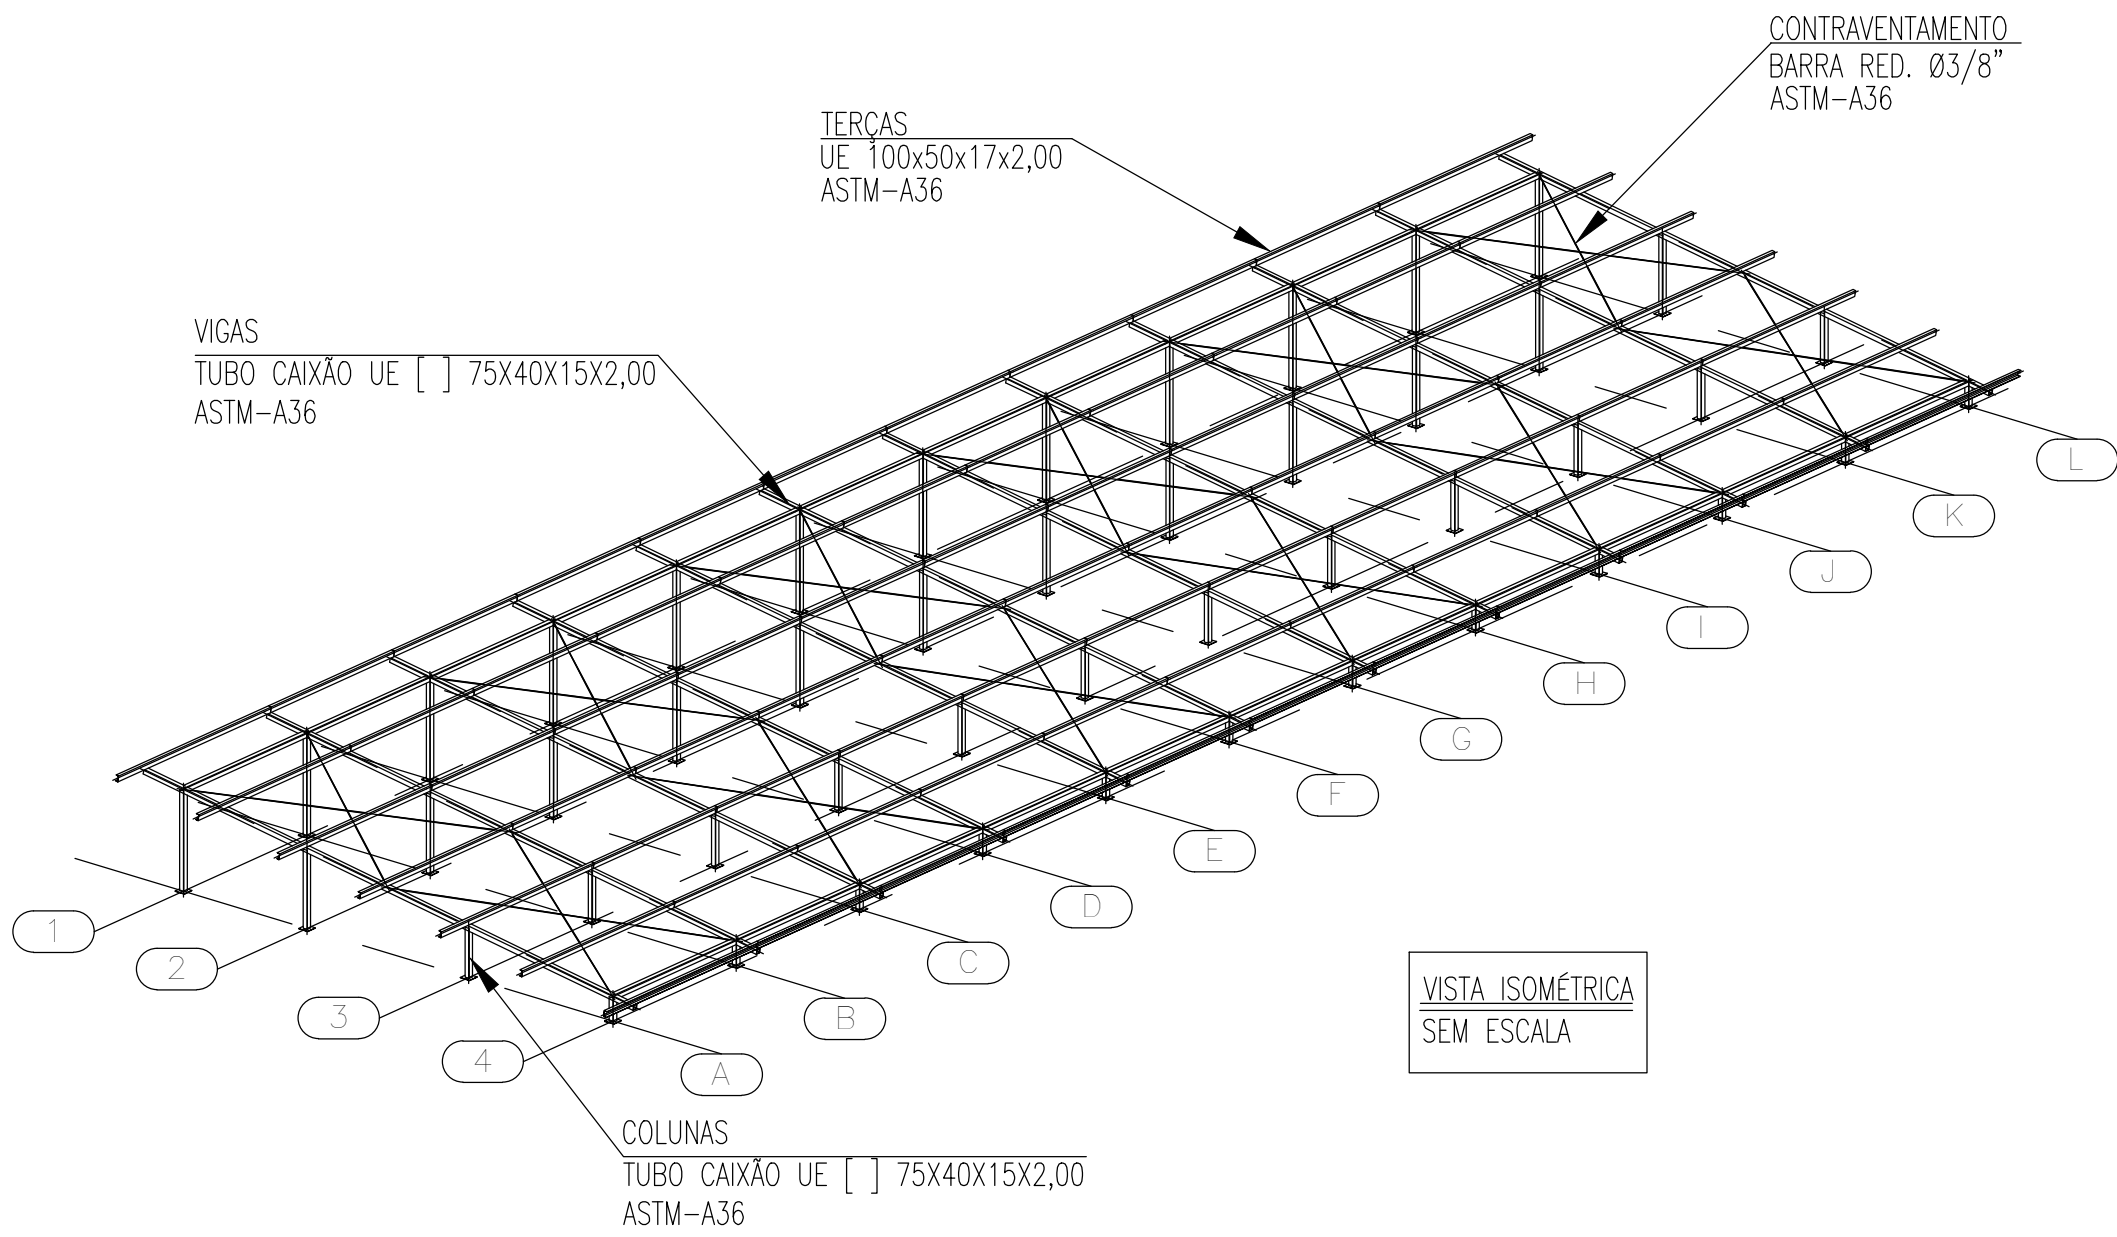 CONTRAVENTAMENTO
BARRA RED. Ø3/8"
ASTM-A36
TERÇAS
UE 100x50x17x2,00
ASTM-A36
VIGAS
TUBO CAIXÃO UE [ ] 75X40X15X2,00
ASTM-A36
L
K
J
I
H
G
F
E
D
C
B
A
1
2
3
4
VISTA ISOMÉTRICA
SEM ESCALA
COLUNAS
TUBO CAIXÃO UE [ ] 75X40X15X2,00
ASTM-A36